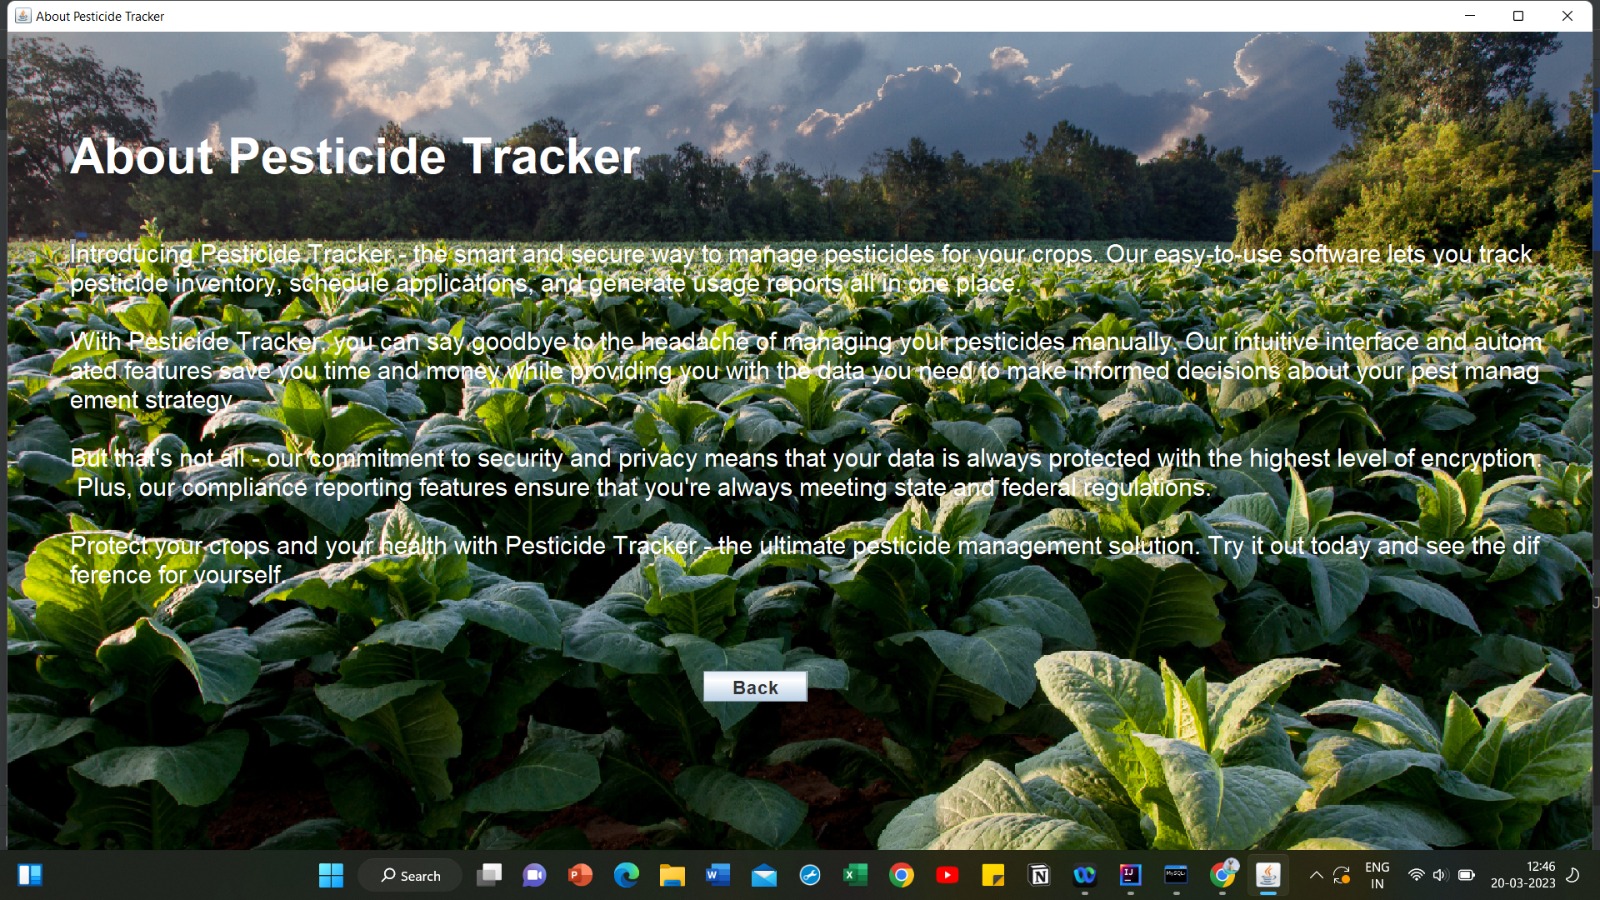 About Pesticide Tracker
About Pesticide Tracker
Introducing Pesticide Tracker - the smart and secure way to manage pesticides for your crops. Our easy-to-use software lets you track
pesticide inventory, schedule applications, and generate usage reports all in one place.
With Pesticide Tracker, you can say goodbye to the headache of managing your pesticides manually. Our intuitive interface and autom
ated features save you time and money while providing you with the data you need to make informed decisions about your pest manag
ement strategy.
But that's not all - our commitment to security and privacy means that your data is always protected with the highest level of encryption.
Plus, our compliance reporting features ensure that you're always meeting state and federal regulations.
Protect your crops and your health with Pesticide Tracker - the ultimate pesticide management solution. Try it out today and see the dif
ference for yourself.
Back
Search
ENG
IN
12:46
20-03-2023